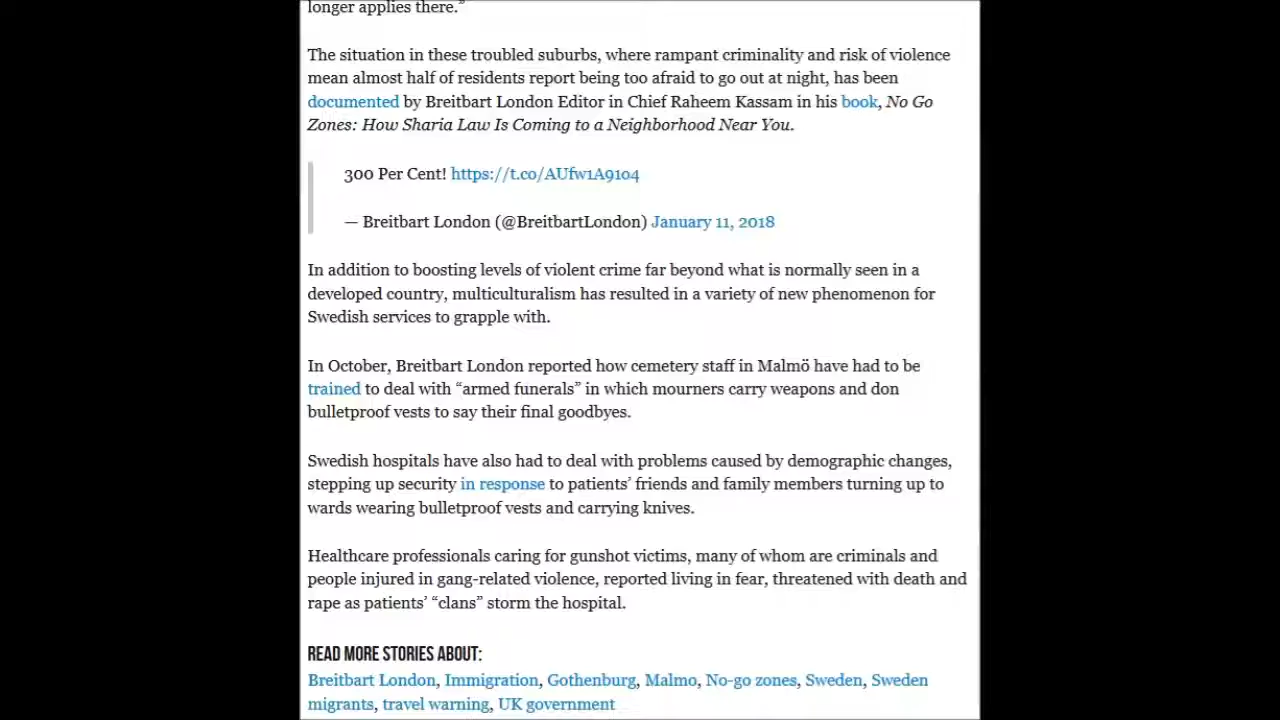 longer applies there.”
The situation in these troubled suburbs, where rampant criminality and risk of violence
mean almost half of residents report being too afraid to go out at night, has been
documented by Breitbart London Editor in Chief Raheem Kassam in his book, No Go
Zones: How Sharia Law Is Coming to a Neighborhood Near You.
300 Per Cent! https://t.co/AUfw1A9104
— Breitbart London (@BreitbartLondon) January 11, 2018
In addition to boosting levels of violent crime far beyond what is normally seen in a
developed country, multiculturalism has resulted in a variety of new phenomenon for
Swedish services to grapple with.
In October, Breitbart London reported how cemetery staff in Malmö have had to be
trained to deal with “armed funerals” in which mourners carry weapons and don
bulletproof vests to say their final goodbyes.
Swedish hospitals have also had to deal with problems caused by demographic changes,
stepping up security in response to patients’ friends and family members turning up to
wards wearing bulletproof vests and carrying knives.
Healthcare professionals caring for gunshot victims, many of whom are criminals and
people injured in gang-related violence, reported living in fear, threatened with death and
rape as patients’ “clans” storm the hospital.
READ MORE STORIES ABOUT:
Breitbart London, Immigration, Gothenburg, Malmo, No-go zones, Sweden, Sweden
migrants, travel warning, UK government